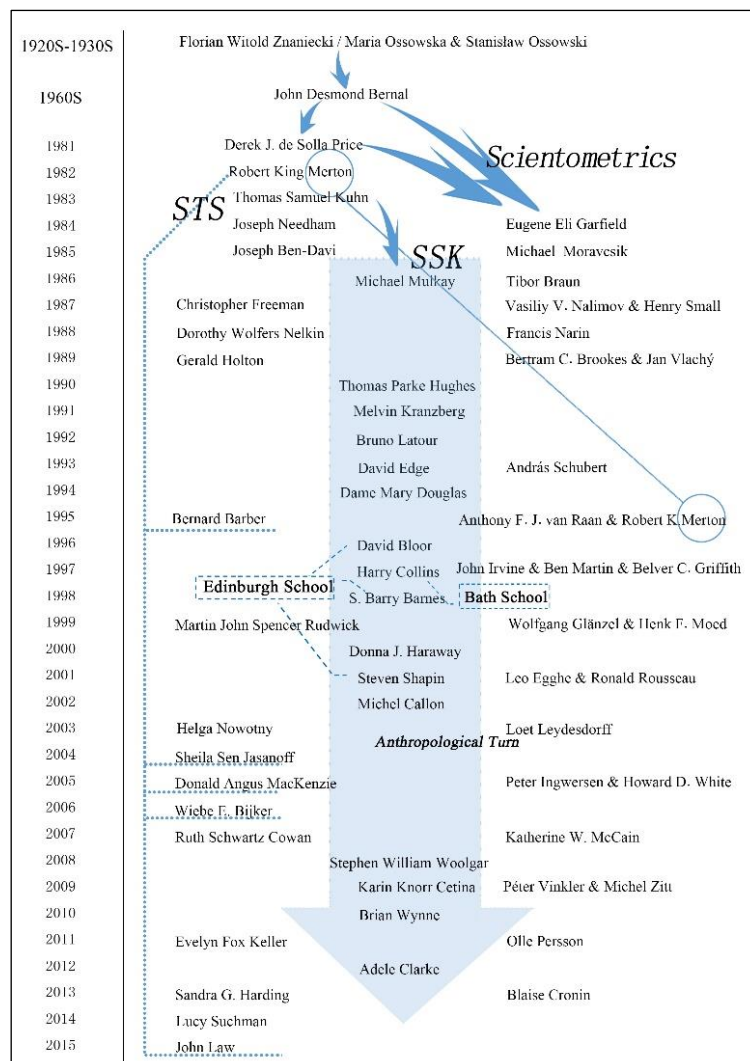 1920S-1930S Florian Witold Znaniecki / Maria Ossowska & Stanisław Ossowski
1960S John Desmond Bernal
1981 Derek J. de Solla Price
Scientometrics
1982 Robert King Merton
1983 Thomas Samuel Kuhn
STS
1984 Joseph Needham Eugene Eli Garfield
1985 Joseph Ben-Davi SSK Michael Moravcsik
1986 Michael Mulkay Tibor Braun
1987 Christopher Freeman Vasiliy V. Nalimov & Henry Small
1988 Dorothy Wolfers Nelkin Francis Narin
1989 Gerald Holton Bertram C. Brookes & Jan Vlachý
1990 Thomas Parke Hughes
1991 Melvin Kranzberg
1992 Bruno Latour
1993 David Edge András Schubert
1994 Dame Mary Douglas
1995 Bernard Barber Anthony F. J. van Raan & Robert K.Merton
1996 David Bloor
1997 Harry Collins John Irvine & Ben Martin & Belver C. Griffith
1998 Edinburgh School S. Barry Barnes Bath School
1999 Martin John Spencer Rudwick Wolfgang Glänzel & Henk F. Moed
2000 Donna J. Haraway
2001 Steven Shapin Leo Egghe & Ronald Rousseau
2002 Michel Callon
2003 Helga Nowotny Loet Leydesdorff
Anthropological Turn
2004 Sheila Sen Jasanoff
2005 Donald Angus MacKenzie Peter Ingwersen & Howard D. White
2006 Wiebe E. Bijker
2007 Ruth Schwartz Cowan Katherine W. McCain
2008 Stephen William Woolgar
2009 Karin Knorr Cetina Péter Vinkler & Michel Zitt
2010 Brian Wynne
2011 Evelyn Fox Keller Olle Persson
2012 Adele Clarke
2013 Sandra G. Harding Blaise Cronin
2014 Lucy Suchman
2015 John Law